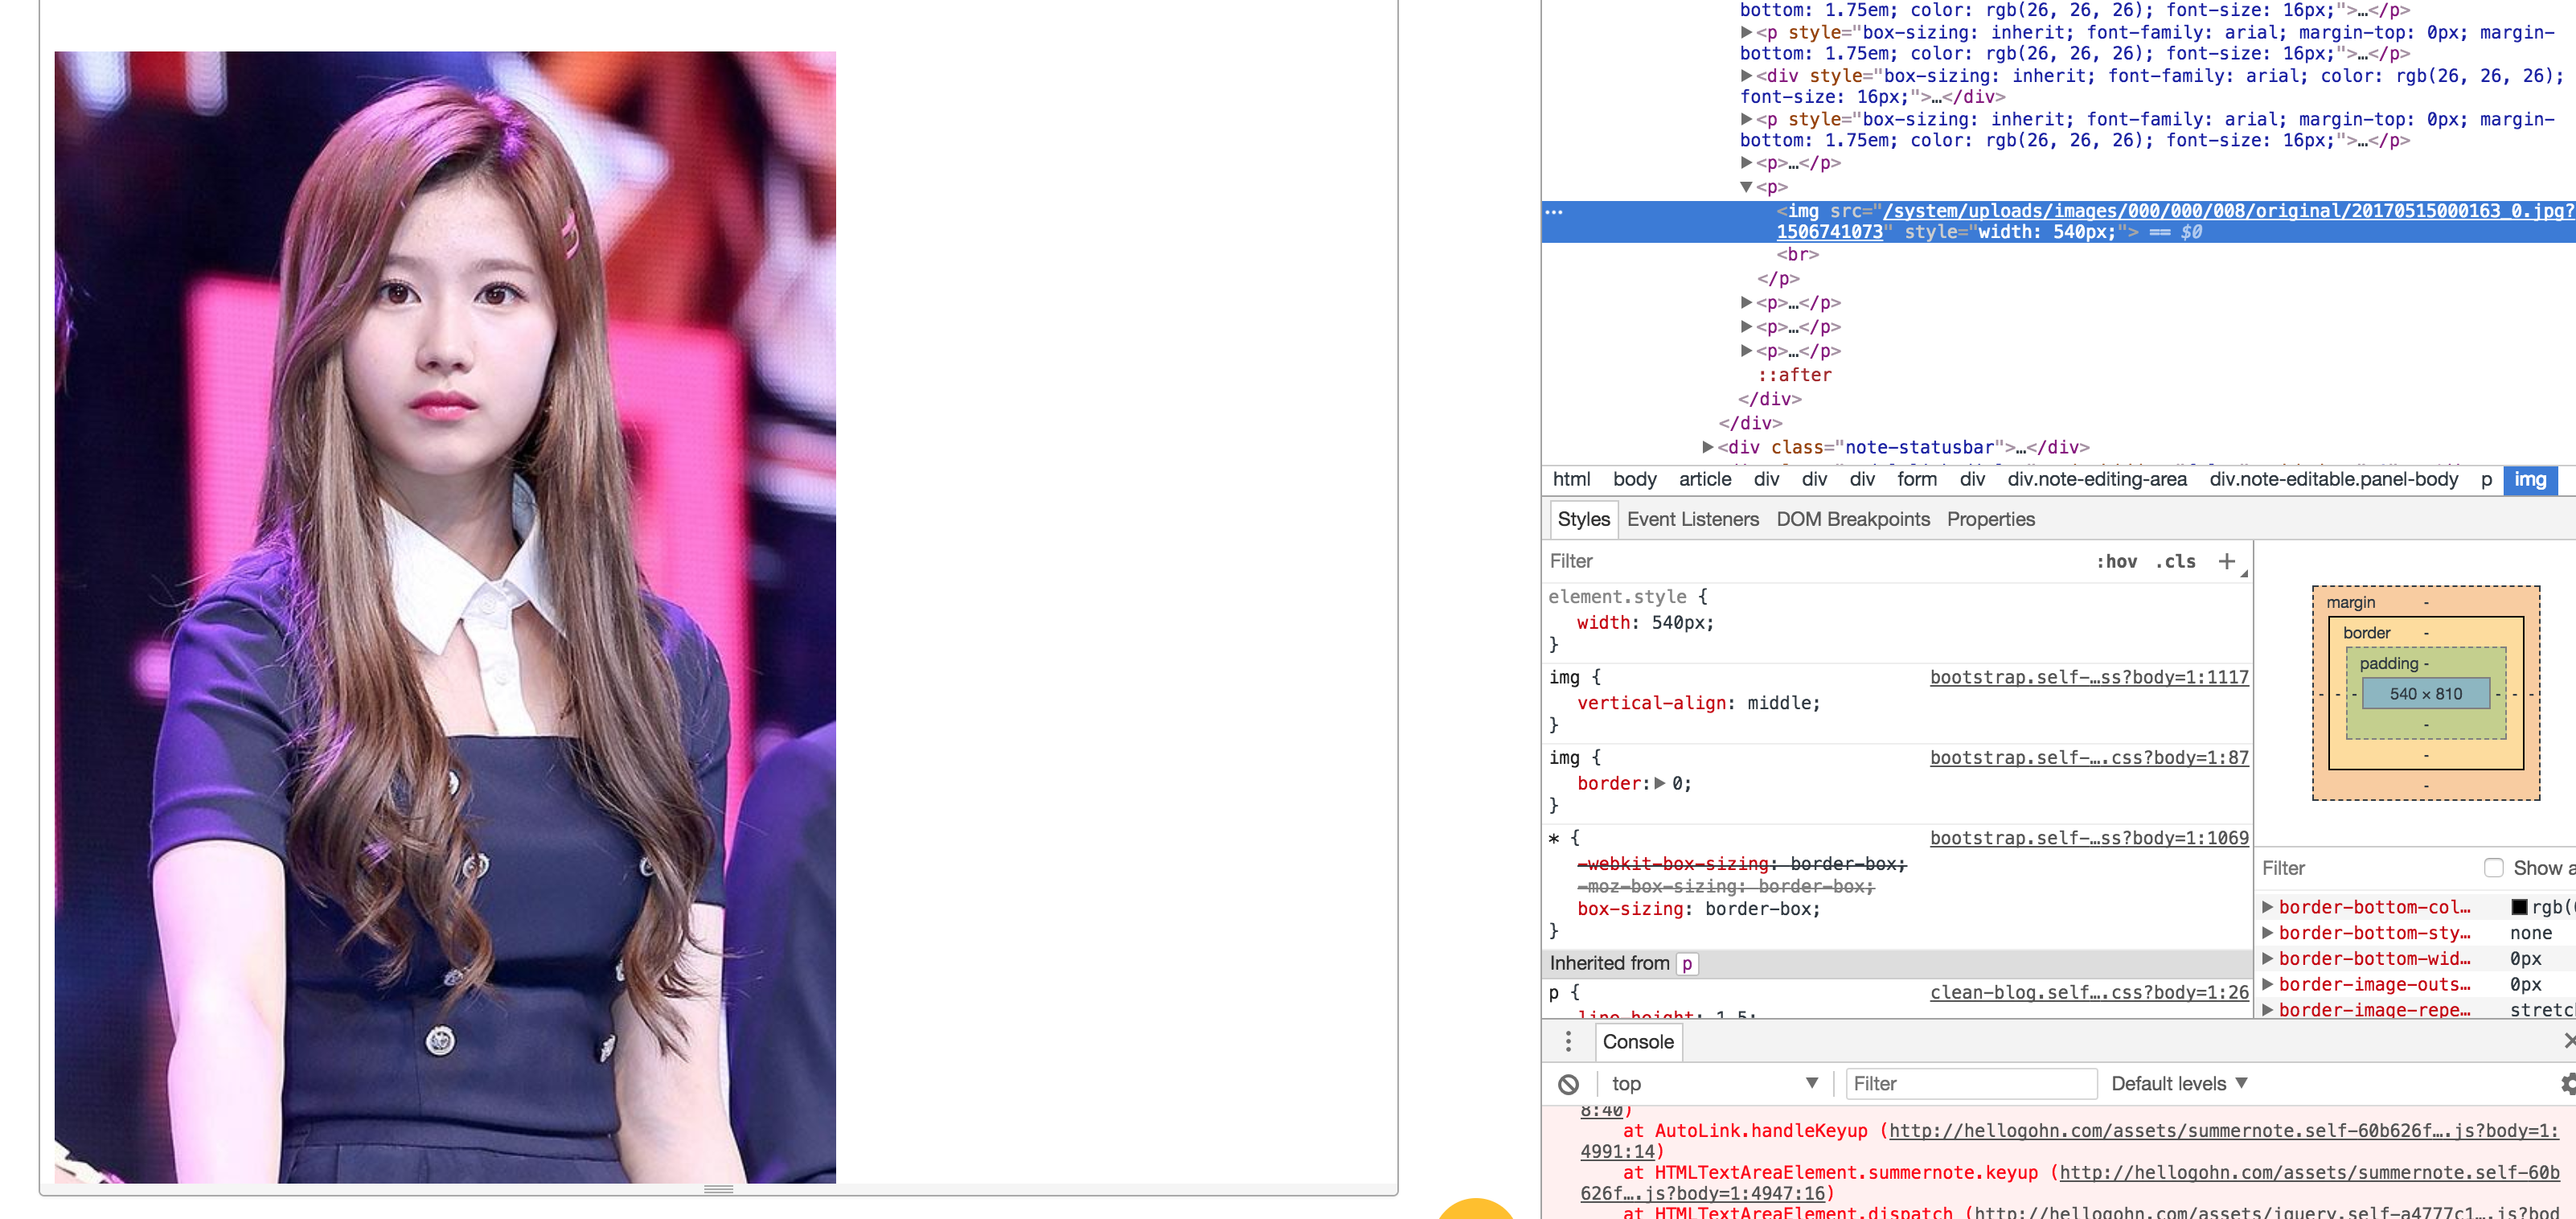 bottom: 1.75em; color: rgb(26, 26, 26); font-size: 16px;">…</p>
▶<p style="box-sizing: inherit; font-family: arial; margin-top: 0px; margin-
bottom: 1.75em; color: rgb(26, 26, 26); font-size: 16px;">…</p>
▶<div style="box-sizing: inherit; font-family: arial; color: rgb(26, 26, 26);
font-size: 16px;">…</div>
▶<p style="box-sizing: inherit; font-family: arial; margin-top: 0px; margin-
bottom: 1.75em; color: rgb(26, 26, 26); font-size: 16px;">…</p>
▶<p>…</p>
▼<p>
… <img src="/system/uploads/images/000/000/008/original/20170515000163_0.jpg?
1506741073" style="width: 540px;"> == $0
<br>
</p>
▶<p>…</p>
▶<p>…</p>
▶<p>…</p>
::after
</div>
</div>
▶<div class="note-statusbar">…</div>
html body article div div div form div div.note-editing-area div.note-editable.panel-body p img
Styles Event Listeners DOM Breakpoints Properties
Filter :hov .cls +
element.style {
width: 540px;
}
img { bootstrap.self-…ss?body=1:1117
vertical-align: middle;
}
img { bootstrap.self-….css?body=1:87
border:▶ 0;
}
* { bootstrap.self-…ss?body=1:1069
-webkit-box-sizing: border-box;
-moz-box-sizing: border-box;
box-sizing: border-box;
}
Inherited from p
p { clean-blog.self….css?body=1:26
line-height: 1.5;
margin -
border -
padding -
- - - 540 × 810 - - -
-
-
-
Filter Show a
▶ border-bottom-col… rgb(
▶ border-bottom-sty… none
▶ border-bottom-wid… 0px
▶ border-image-outs… 0px
▶ border-image-repe… stretc
Console
top ▼ Filter Default levels ▼
8:40)
at AutoLink.handleKeyup (http://hellogohn.com/assets/summernote.self-60b626f….js?body=1:
4991:14)
at HTMLTextAreaElement.summernote.keyup (http://hellogohn.com/assets/summernote.self-60b
626f….js?body=1:4947:16)
at HTMLTextAreaElement.dispatch (http://hellogohn.com/assets/jquery.self-a4777c1….js?bod